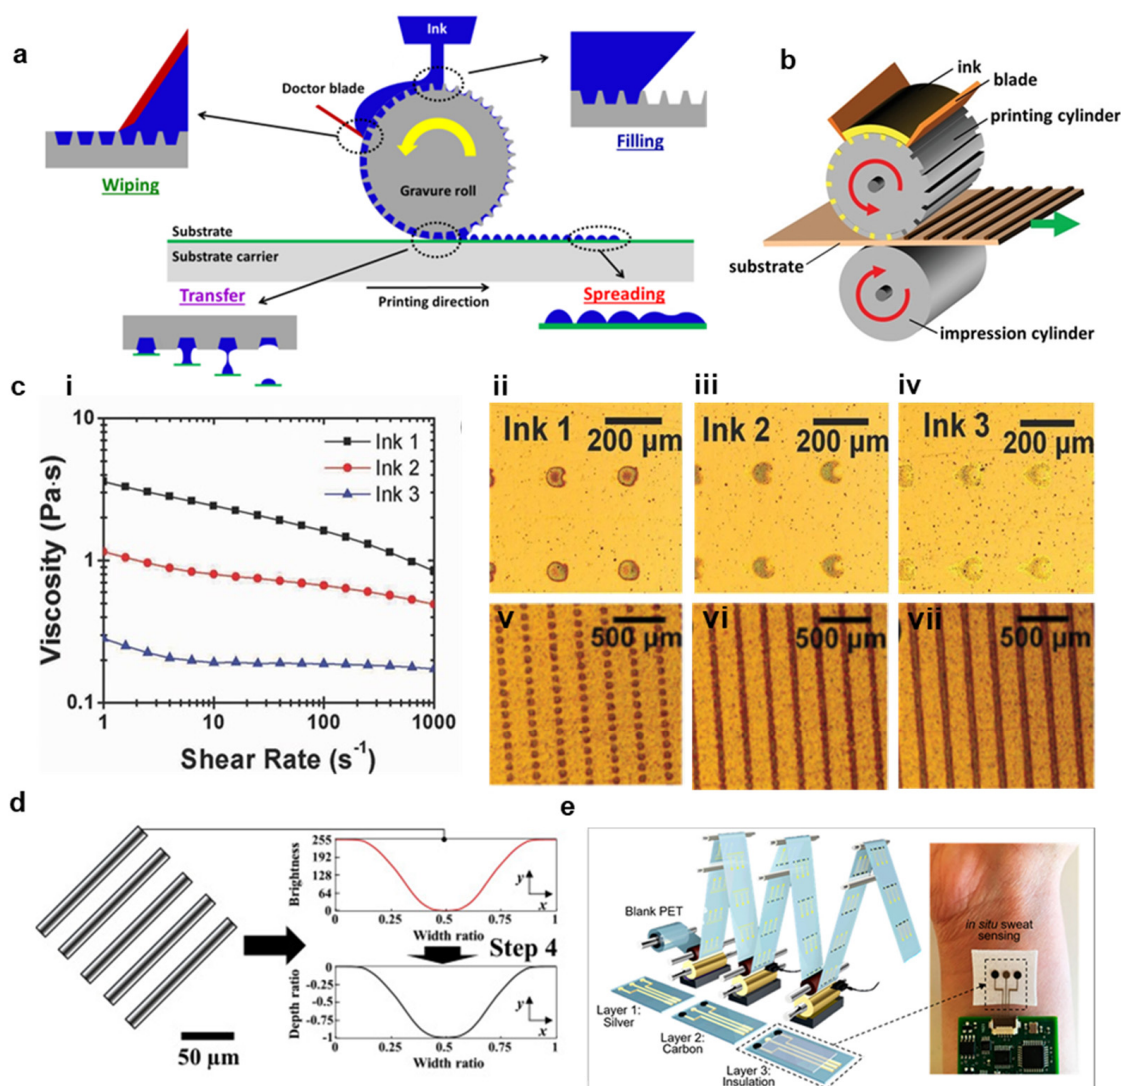 a
Ink
Doctor blade
Wiping
Gravure roll
Filling
Substrate
Substrate carrier
Transfer
Printing direction
Spreading
b
ink
blade
printing cylinder
substrate
impression cylinder
c
i
10
1
0.1
Viscosity (Pa·s)
Ink 1
Ink 2
Ink 3
1
10
100
1000
Shear Rate (s⁻¹)
ii
Ink 1
200 µm
iii
Ink 2
200 µm
iv
Ink 3
200 µm
v
500 µm
vi
500 µm
vii
500 µm
d
50 µm
Brightness
255
192
128
64
0
y
x
0
0.25
0.5
0.75
1
Width ratio
Step 4
Depth ratio
0
-0.25
-0.5
-0.75
-1
y
x
0
0.25
0.5
0.75
1
Width ratio
e
Blank PET
Layer 1:
Silver
Layer 2:
Carbon
Layer 3:
Insulation
in situ sweat
sensing